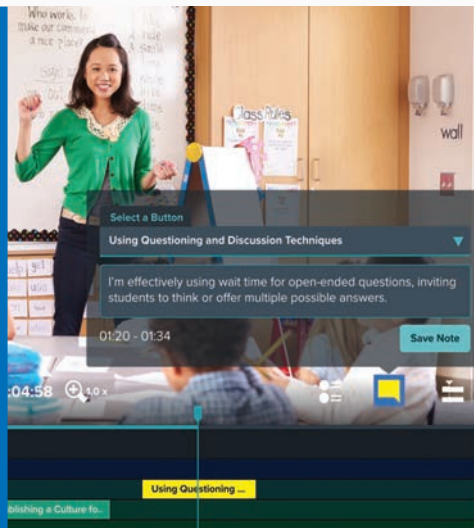 Who works to
make our
a nice place?
Class Rules
wall
Select a Button
Using Questioning and Discussion Techniques
I'm effectively using wait time for open-ended questions, inviting
students to think or offer multiple possible answers.
01:20 - 01:34
Save Note
:04:58
1.0 x
Using Questioning ...
blishing a Culture fo..